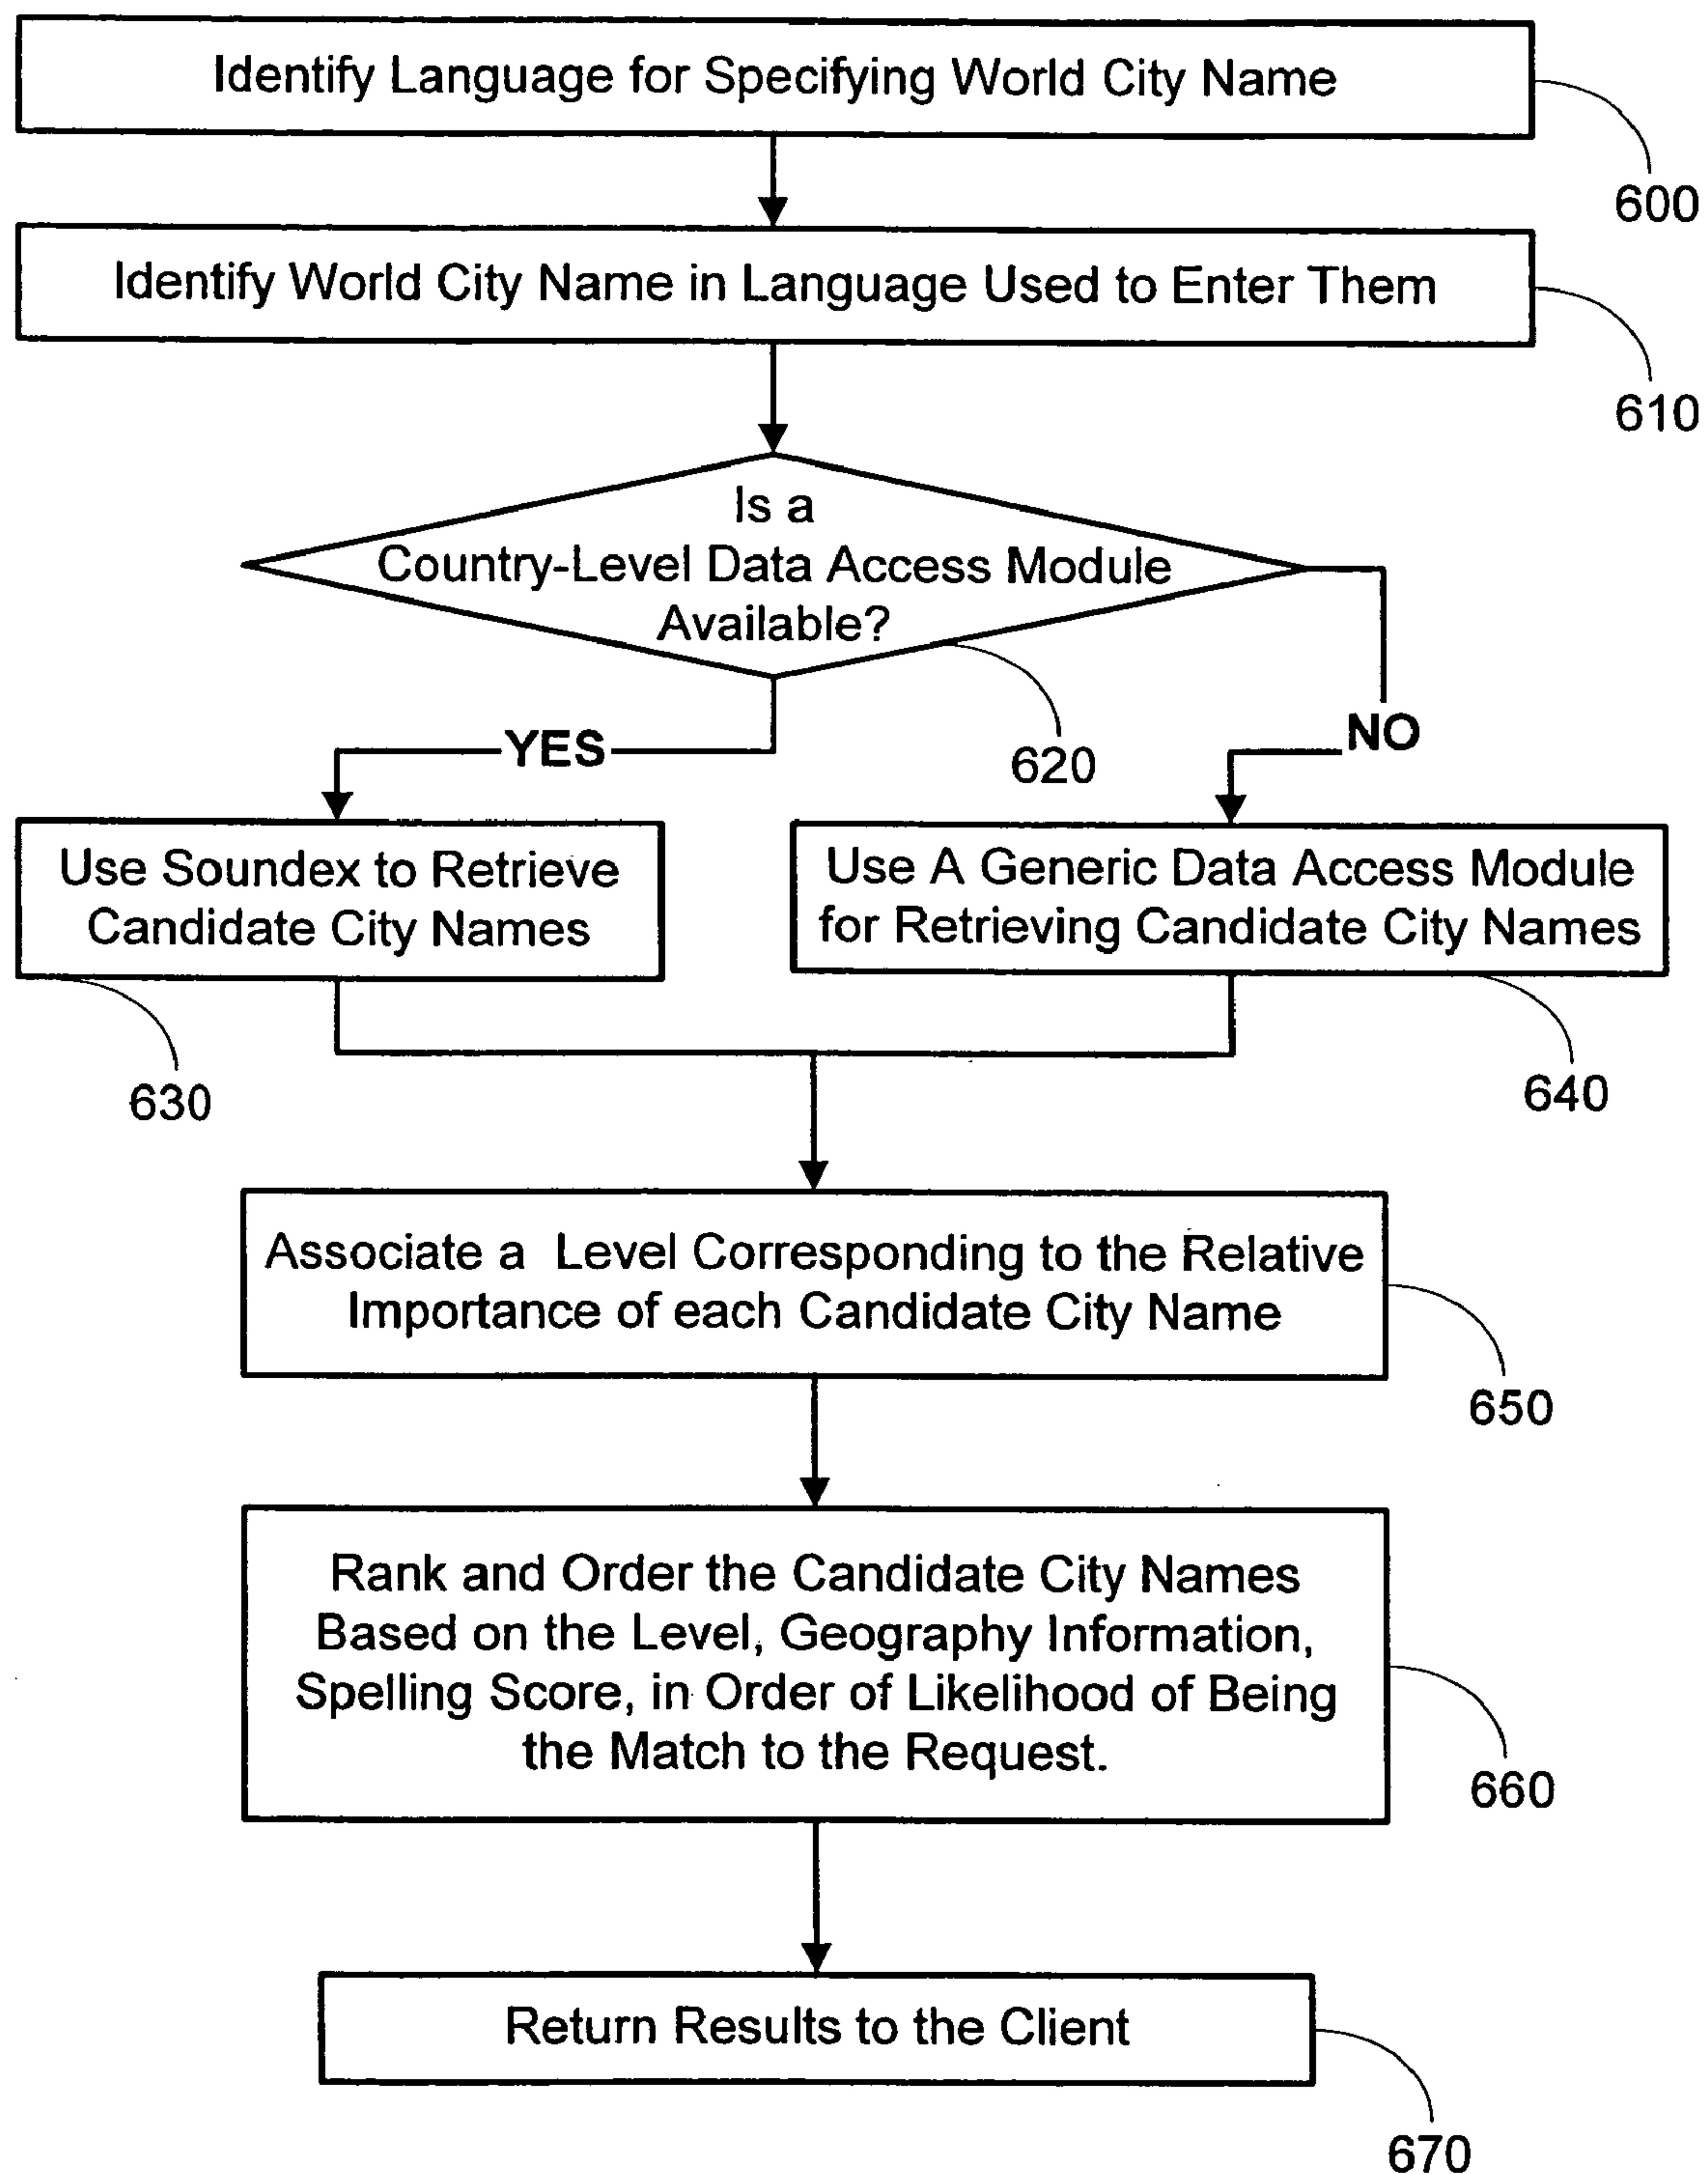 Identify Language for Specifying World City Name
600
Identify World City Name in Language Used to Enter Them
610
Is a
Country-Level Data Access Module
Available?
620
YES
NO
Use Soundex to Retrieve
Candidate City Names
630
Use A Generic Data Access Module
for Retrieving Candidate City Names
640
Associate a Level Corresponding to the Relative
Importance of each Candidate City Name
650
Rank and Order the Candidate City Names
Based on the Level, Geography Information,
Spelling Score, in Order of Likelihood of Being
the Match to the Request.
660
Return Results to the Client
670